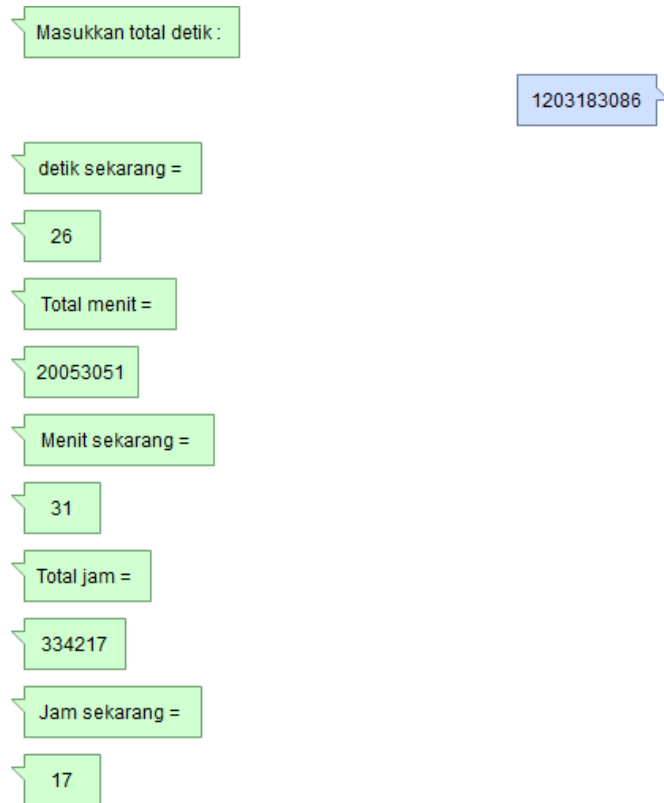 Masukkan total detik :
1203183086
detik sekarang =
26
Total menit =
20053051
Menit sekarang =
31
Total jam =
334217
Jam sekarang =
17